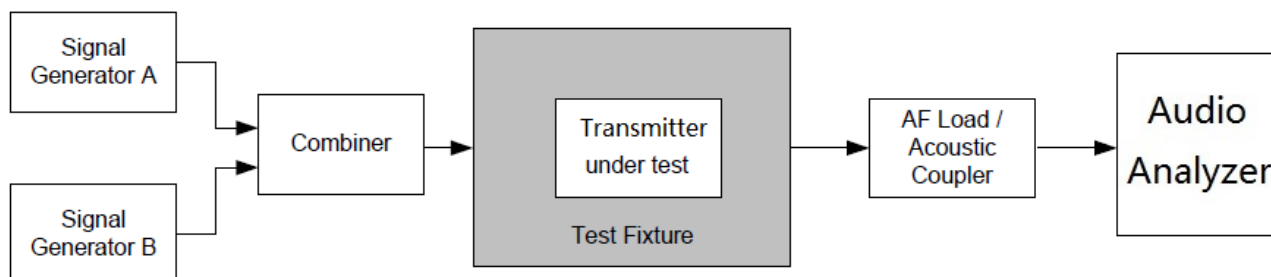 Signal
Generator A
Signal
Generator B
Combiner
Transmitter
under test
Test Fixture
AF Load /
Acoustic
Coupler
Audio
Analyzer